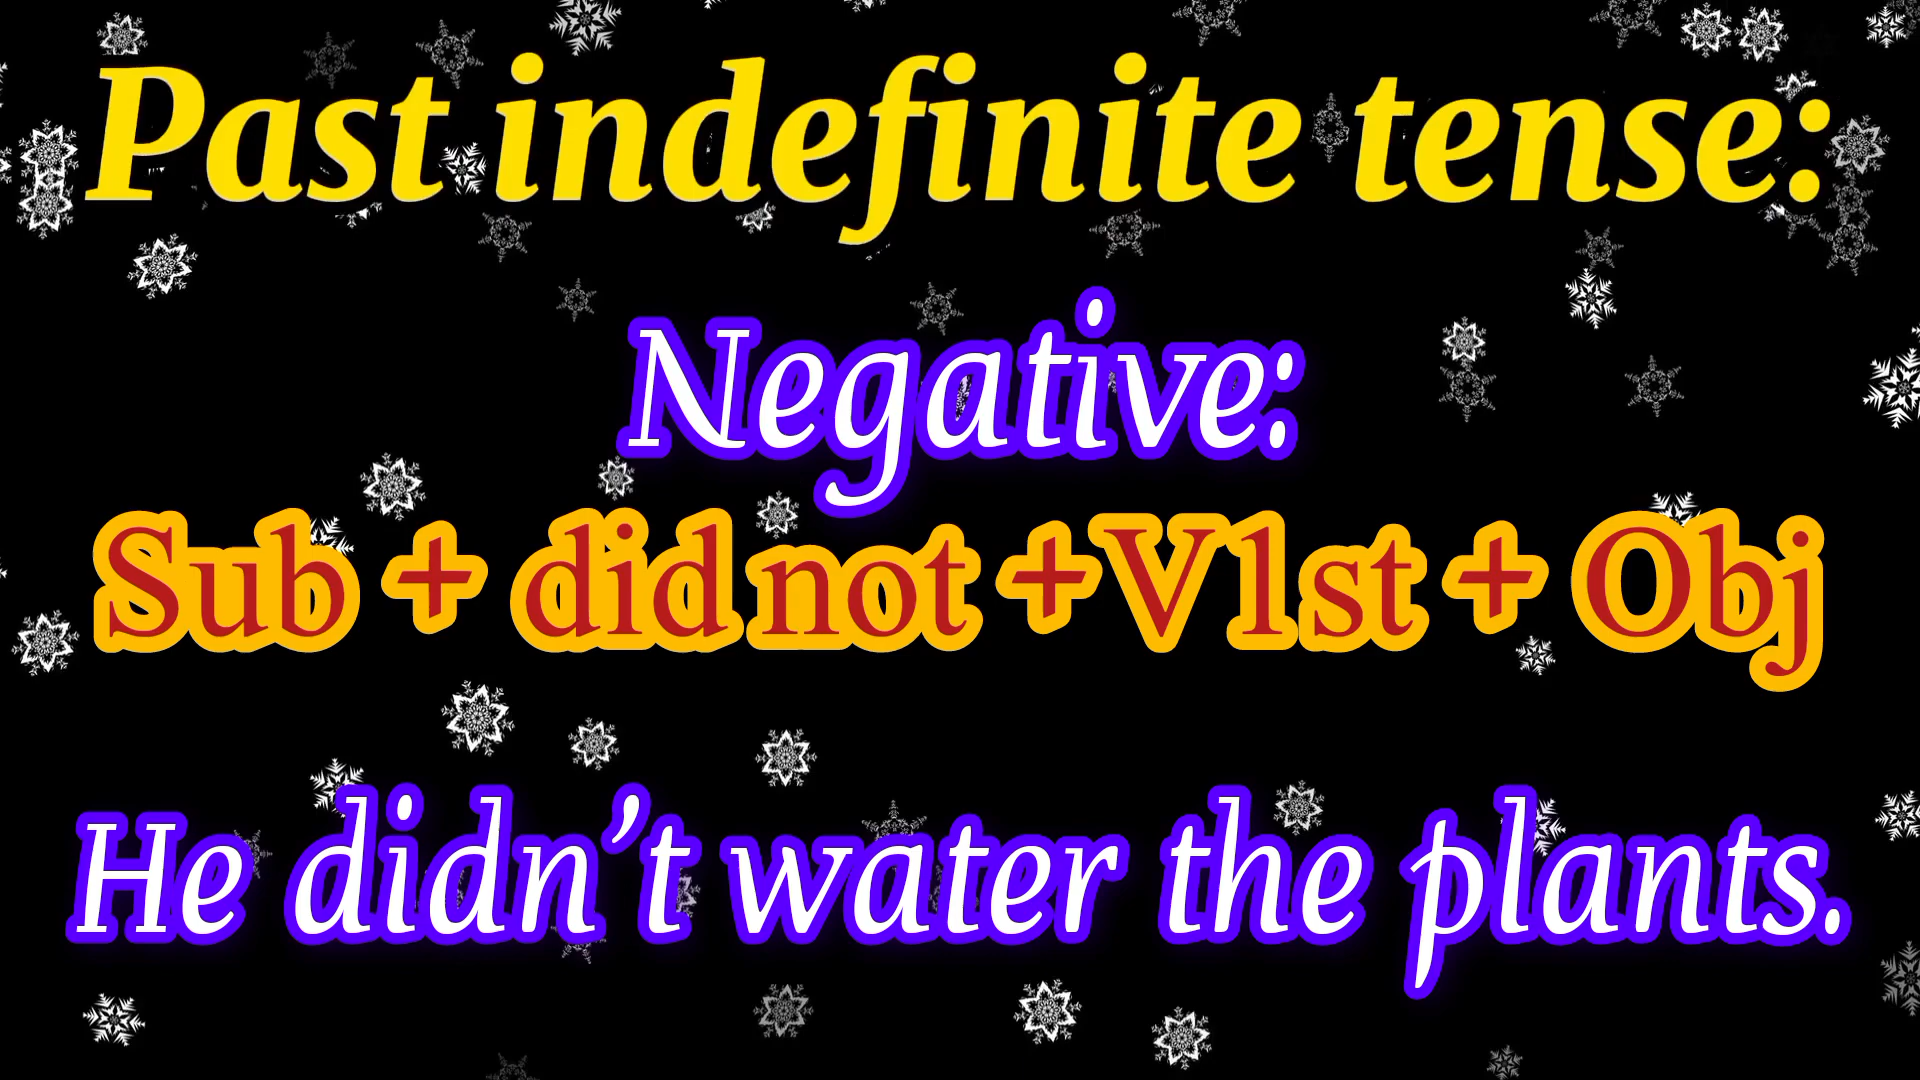 Past indefinite tense:
Negative:
Sub + did not +V1st + Obj
He didn’t water the plants.